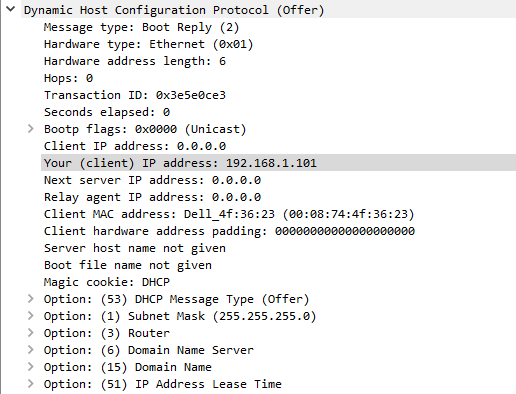 Dynamic Host Configuration Protocol (Offer)
Message type: Boot Reply (2)
Hardware type: Ethernet (0x01)
Hardware address length: 6
Hops: 0
Transaction ID: 0x3e5e0ce3
Seconds elapsed: 0
Bootp flags: 0x0000 (Unicast)
Client IP address: 0.0.0.0
Your (client) IP address: 192.168.1.101
Next server IP address: 0.0.0.0
Relay agent IP address: 0.0.0.0
Client MAC address: Dell_4f:36:23 (00:08:74:4f:36:23)
Client hardware address padding: 00000000000000000000
Server host name not given
Boot file name not given
Magic cookie: DHCP
Option: (53) DHCP Message Type (Offer)
Option: (1) Subnet Mask (255.255.255.0)
Option: (3) Router
Option: (6) Domain Name Server
Option: (15) Domain Name
Option: (51) IP Address Lease Time